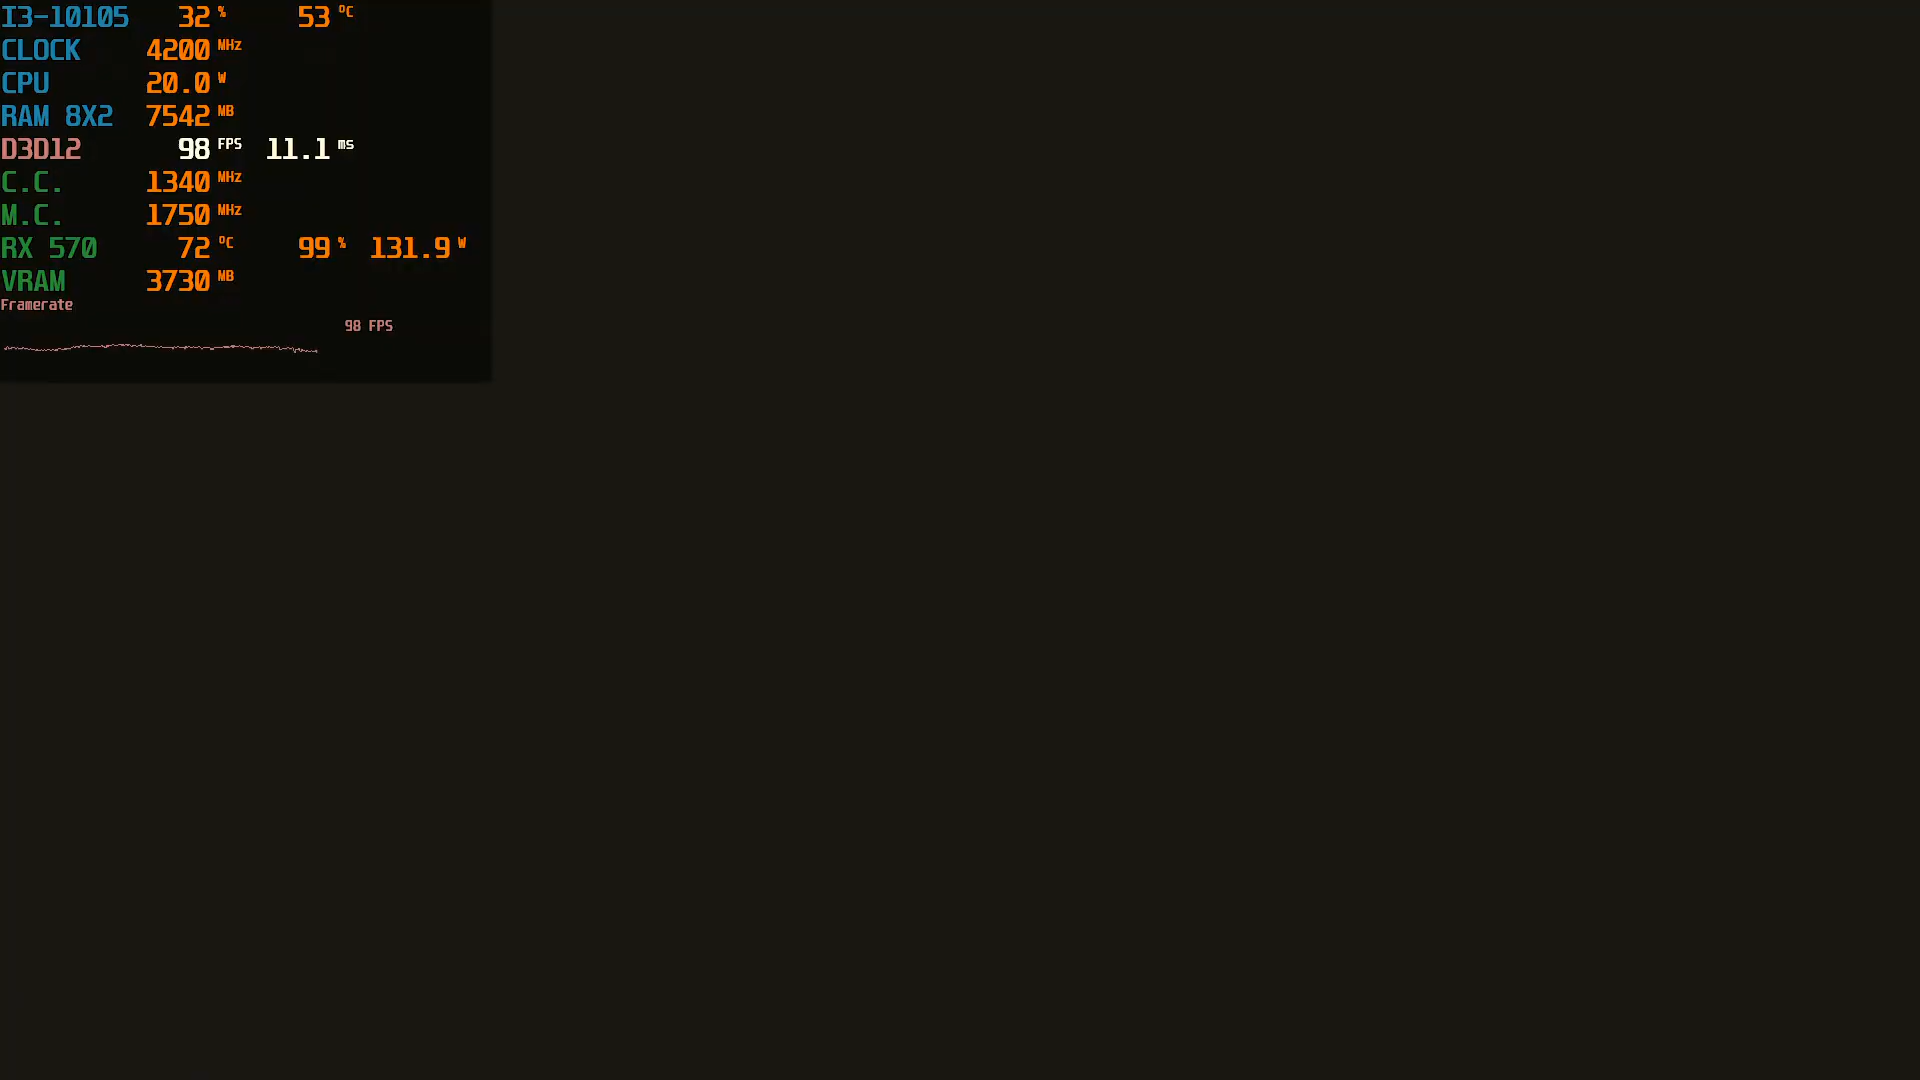 I3-10105 32 % 53 °C
CLOCK 4200 MHz
CPU 20.0 W
RAM 8X2 7542 MB
D3D12 98 FPS 11.1 ms
C.C. 1340 MHz
M.C. 1750 MHz
RX 570 72 °C 99 % 131.9 W
VRAM 3730 MB
Framerate
98 FPS